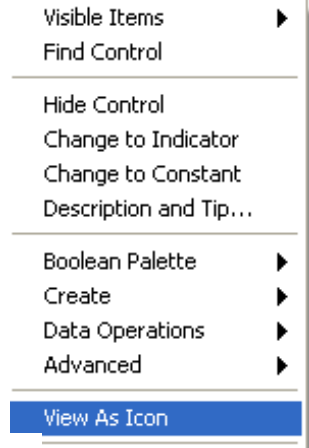 Visible Items
Find Control
Hide Control
Change to Indicator
Change to Constant
Description and Tip...
Boolean Palette
Create
Data Operations
Advanced
View As Icon